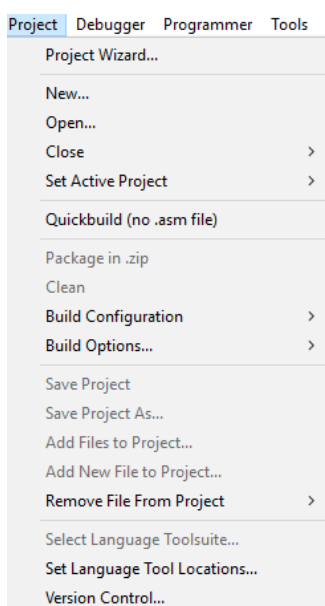 Project Debugger Programmer Tools
Project Wizard...
New...
Open...
Close
Set Active Project
Quickbuild (no .asm file)
Package in .zip
Clean
Build Configuration
Build Options...
Save Project
Save Project As...
Add Files to Project...
Add New File to Project...
Remove File From Project
Select Language Toolsuite...
Set Language Tool Locations...
Version Control...